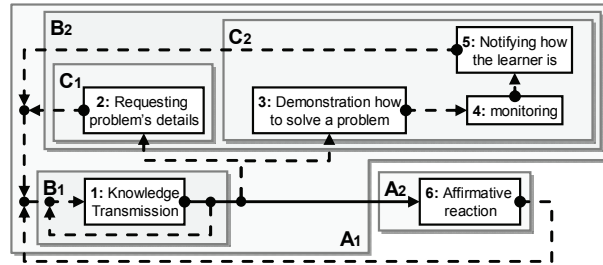 B2
C2
5: Notifying how
the learner is
C1
2: Requesting
problem's details
3: Demonstration how
to solve a problem
4: monitoring
B1
1: Knowledge
Transmission
A2
6: Affirmative
reaction
A1